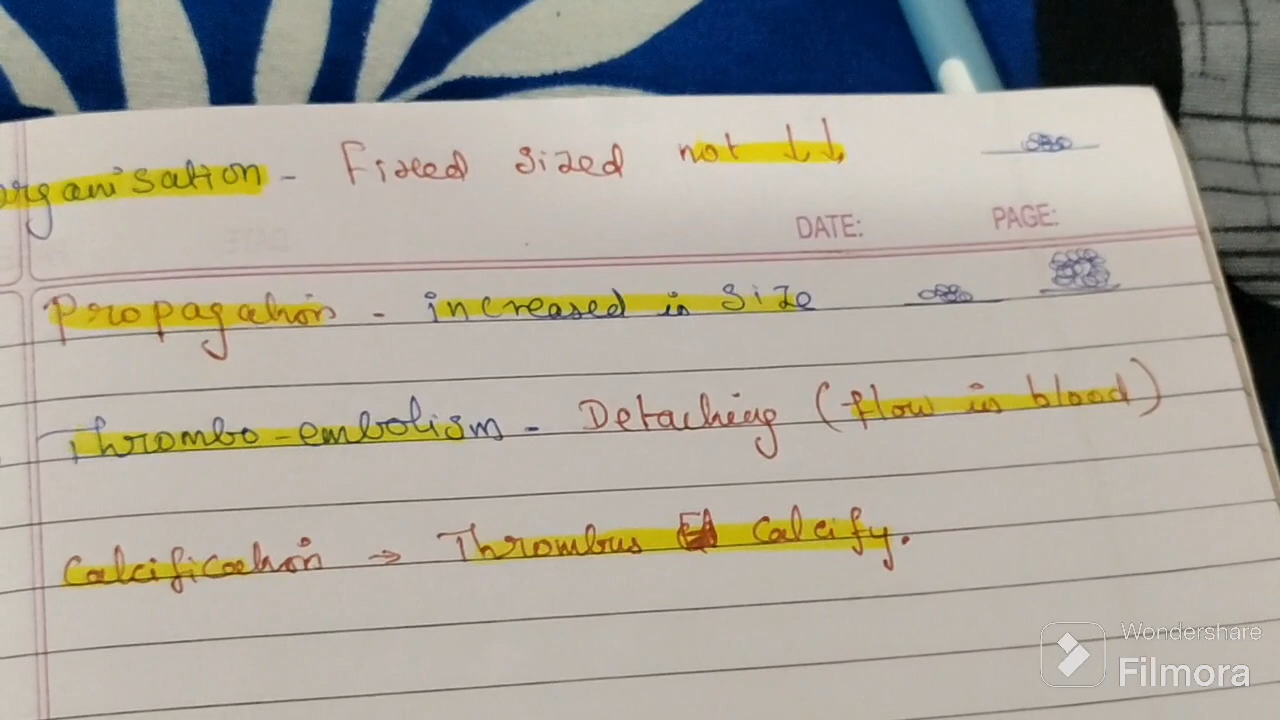 organisation - Fixed sized not ↓↓
DATE: PAGE:
Propagation - increased in size
Thrombo-embolism - Detaching (flow in blood)
Calcification → Thrombus calcify.
Wondershare
Filmora